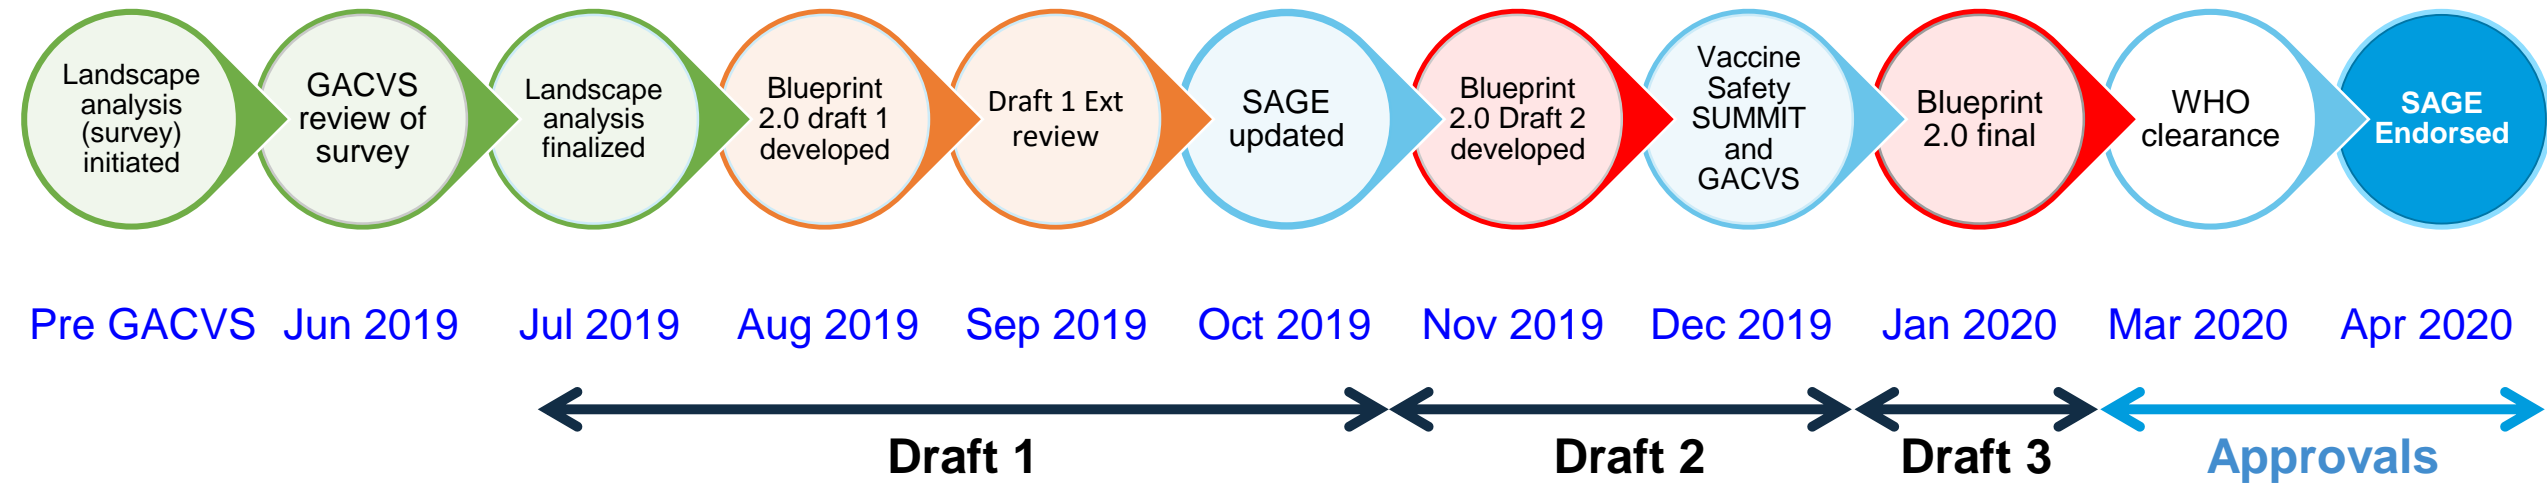 Landscape
analysis
(survey)
initiated
GACVS
review of
survey
Landscape
analysis
finalized
Blueprint
2.0 draft 1
developed
Draft 1 Ext
review
SAGE
updated
Blueprint
2.0 Draft 2
developed
Vaccine
Safety
SUMMIT
and
GACVS
Blueprint
2.0 final
WHO
clearance
SAGE
Endorsed
Pre GACVS
Jun 2019
Jul 2019
Aug 2019
Sep 2019
Oct 2019
Nov 2019
Dec 2019
Jan 2020
Mar 2020
Apr 2020
Draft 1
Draft 2
Draft 3
Approvals